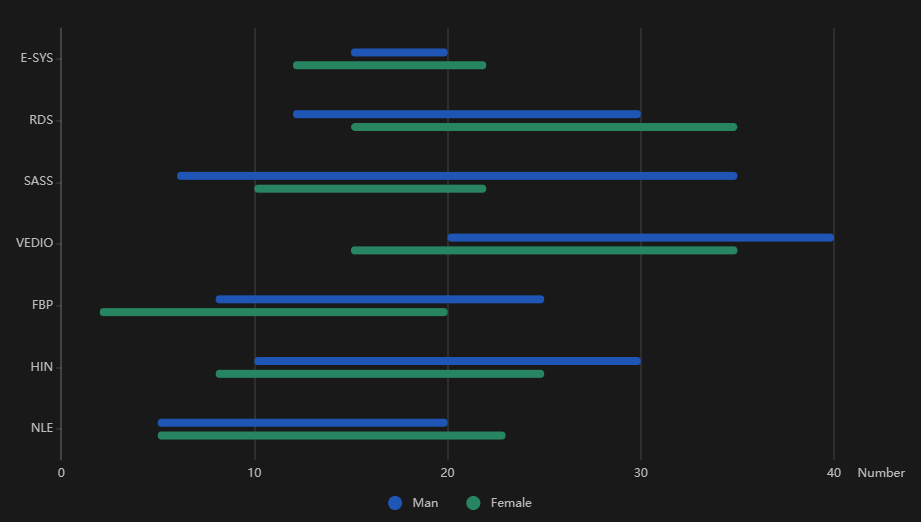 E-SYS
RDS
SASS
VEDIO
FBP
HIN
NLE
0 10 20 30 40 Number
Man Female